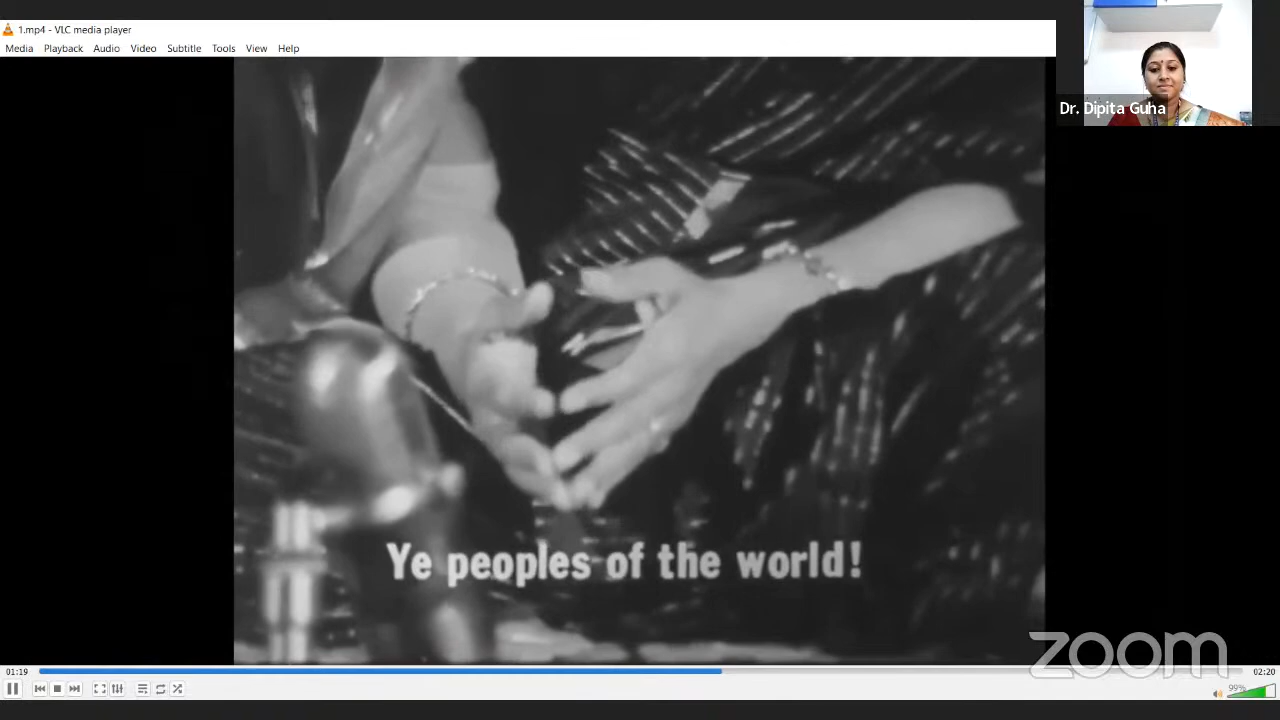 1.mp4 - VLC media player
Media Playback Audio Video Subtitle Tools View Help
Dr. Dipita Guha
Ye peoples of the world!
zoom
01:19
02:20
99%